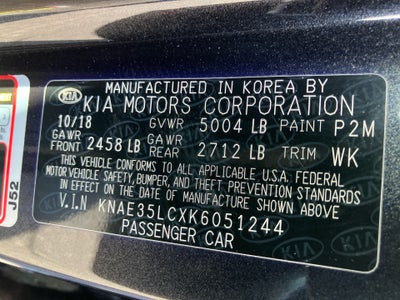 MANUFACTURED IN KOREA BY
KIA KIA MOTORS CORPORATION
10/18 GVWR 5004 LB PAINT P2M
GAWR GAWR
FRONT 2458 LB REAR 2712 LB TRIM WK
THIS VEHICLE CONFORMS TO ALL APPLICABLE U.S.A. FEDERAL
MOTOR VEHICLE SAFETY, BUMPER, AND THEFT PREVENTION STANDARDS
IN EFFECT ON THE DATE OF MANUFACTURE SHOWN ABOVE
V.I.N KNAE35LCXK6051244
PASSENGER CAR
J52